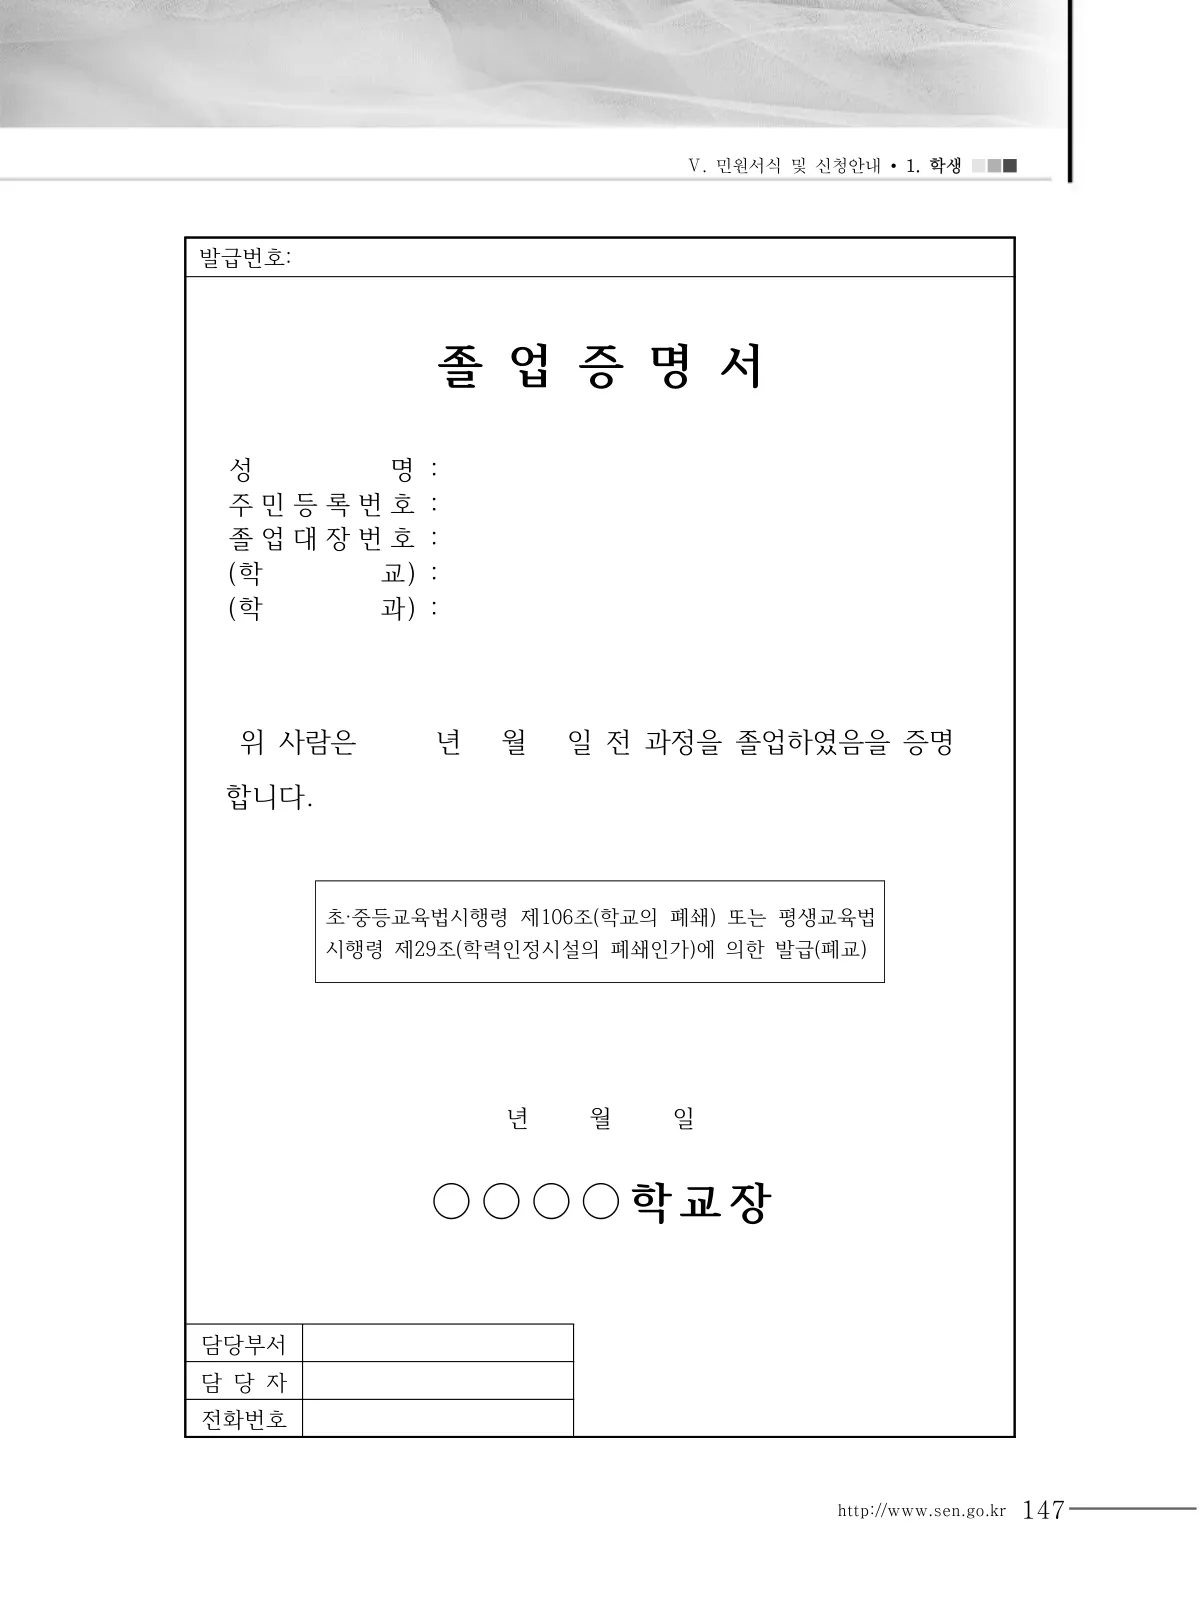 Ⅴ. 민원서식 및 신청안내 • 1. 학생
발급번호:
졸 업 증 명 서
성 명 :
주 민 등 록 번 호 :
졸 업 대 장 번 호 :
(학 교) :
(학 과) :
위 사람은 년 월 일 전 과정을 졸업하였음을 증명
합니다.
초·중등교육법시행령 제106조(학교의 폐쇄) 또는 평생교육법
시행령 제29조(학력인정시설의 폐쇄인가)에 의한 발급(폐교)
년 월 일
○○○○학교장
담당부서
담 당 자
전화번호
http://www.sen.go.kr 147